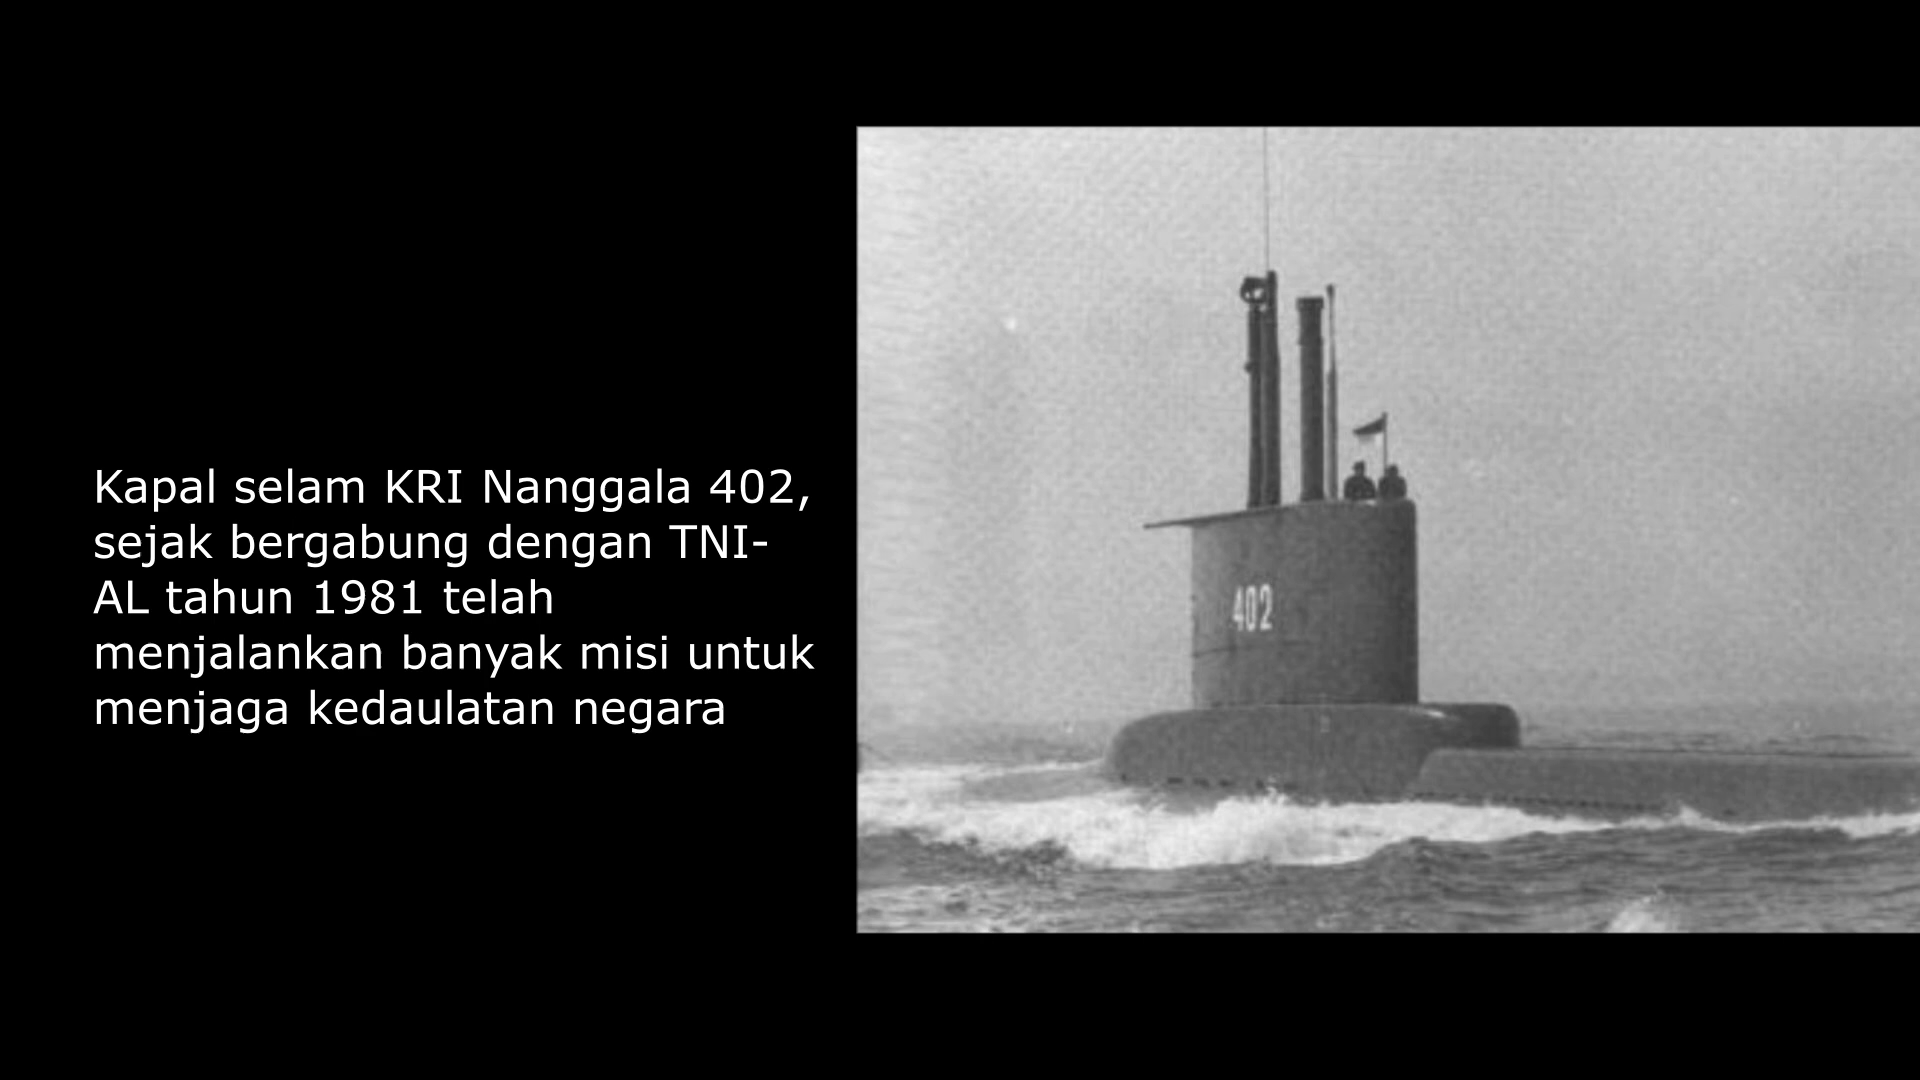 Kapal selam KRI Nanggala 402,
sejak bergabung dengan TNI-
AL tahun 1981 telah
menjalankan banyak misi untuk
menjaga kedaulatan negara
402